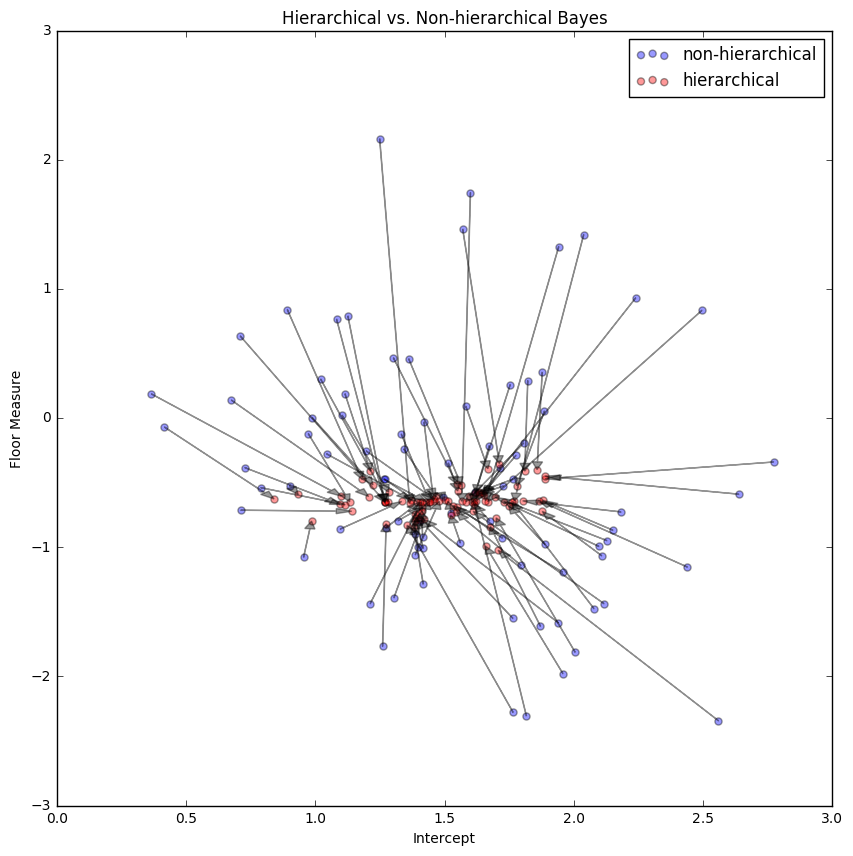 Hierarchical vs. Non-hierarchical Bayes
non-hierarchical
hierarchical
3
2
1
0
−1
−2
−3
Floor Measure
0.0 0.5 1.0 1.5 2.0 2.5 3.0
Intercept